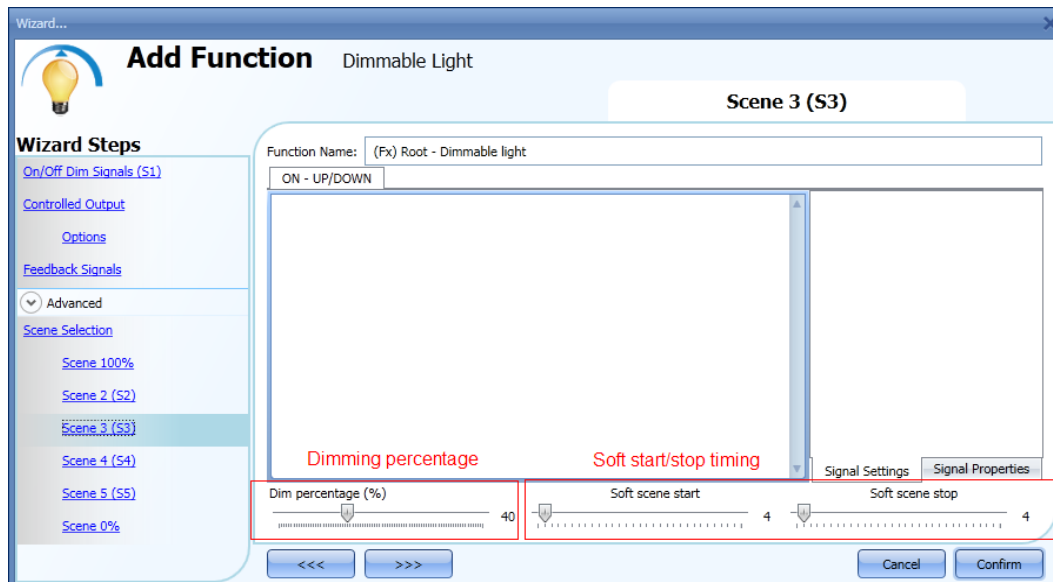 Wizard...
Add Function Dimmable Light
Scene 3 (S3)
Wizard Steps
On/Off Dim Signals (S1)
Controlled Output
Options
Feedback Signals
Advanced
Scene Selection
Scene 100%
Scene 2 (S2)
Scene 3 (S3)
Scene 4 (S4)
Scene 5 (S5)
Scene 0%
Function Name: (Fx) Root - Dimmable light
ON - UP/DOWN
Dimming percentage
Soft start/stop timing
Signal Settings
Signal Properties
Dim percentage (%)
40
Soft scene start
4
Soft scene stop
4
<<<
>>>
Cancel
Confirm